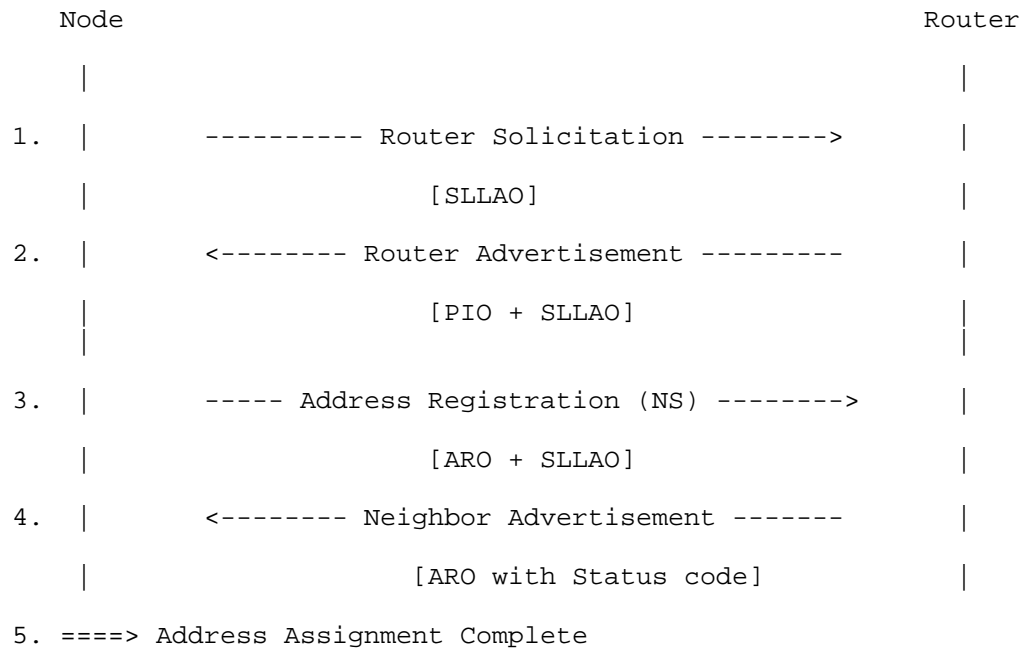 Node Router
1. ---------- Router Solicitation -------->
[SLLAO]
2. <-------- Router Advertisement ---------
[PIO + SLLAO]
3. ----- Address Registration (NS) -------->
[ARO + SLLAO]
4. <-------- Neighbor Advertisement -------
[ARO with Status code]
5. ====> Address Assignment Complete